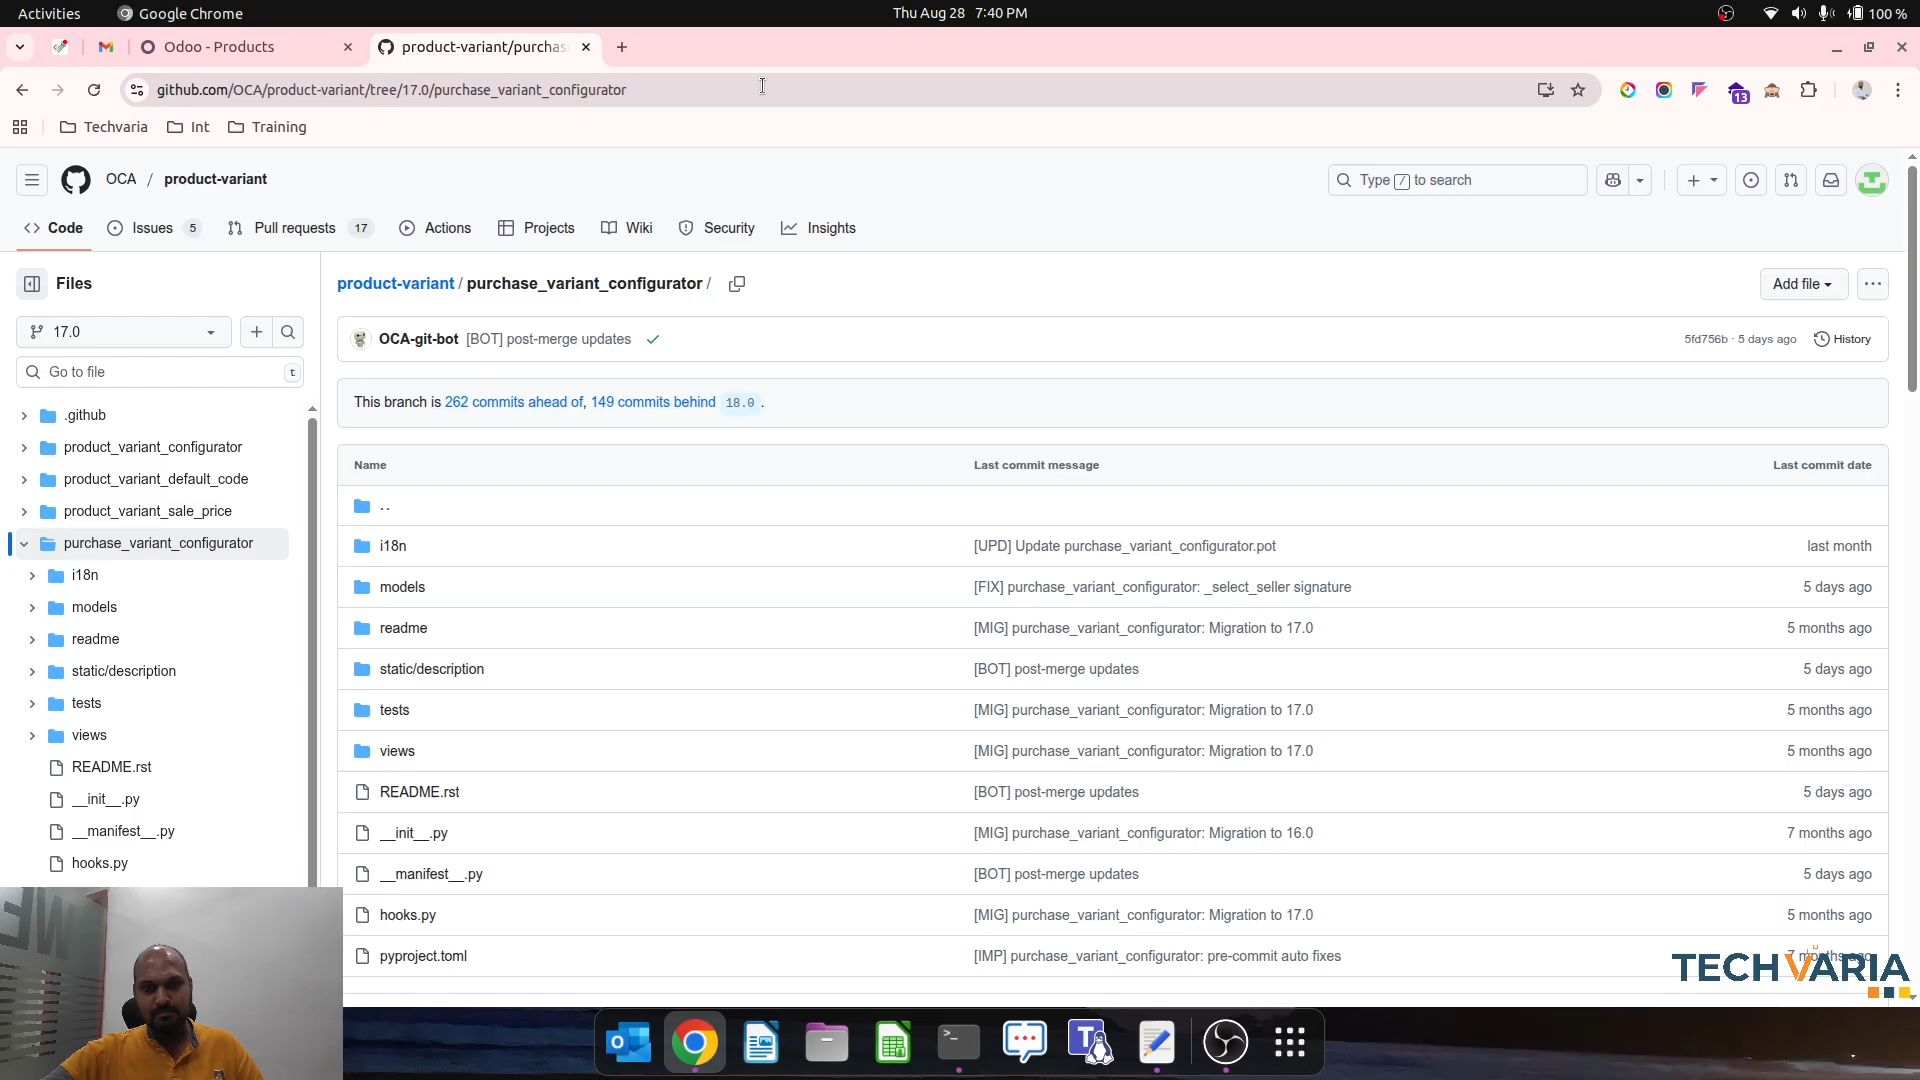 Activities
Google Chrome
Thu Aug 28 7:40 PM
100 %
Odoo - Products
product-variant/purchas
github.com/OCA/product-variant/tree/17.0/purchase_variant_configurator
13
Techvaria
Int
Training
OCA / product-variant
Type / to search
Code
Issues 5
Pull requests 17
Actions
Projects
Wiki
Security
Insights
Files
17.0
Go to file
t
.github
product_variant_configurator
product_variant_default_code
product_variant_sale_price
purchase_variant_configurator
i18n
models
readme
static/description
tests
views
README.rst
__init__.py
__manifest__.py
hooks.py
product-variant / purchase_variant_configurator /
Add file
OCA-git-bot [BOT] post-merge updates
5fd756b · 5 days ago
History
This branch is 262 commits ahead of, 149 commits behind 18.0 .
Name Last commit message Last commit date
..
i18n [UPD] Update purchase_variant_configurator.pot last month
models [FIX] purchase_variant_configurator: _select_seller signature 5 days ago
readme [MIG] purchase_variant_configurator: Migration to 17.0 5 months ago
static/description [BOT] post-merge updates 5 days ago
tests [MIG] purchase_variant_configurator: Migration to 17.0 5 months ago
views [MIG] purchase_variant_configurator: Migration to 17.0 5 months ago
README.rst [BOT] post-merge updates 5 days ago
__init__.py [MIG] purchase_variant_configurator: Migration to 16.0 7 months ago
__manifest__.py [BOT] post-merge updates 5 days ago
hooks.py [MIG] purchase_variant_configurator: Migration to 17.0 5 months ago
pyproject.toml [IMP] purchase_variant_configurator: pre-commit auto fixes 7 months ago
TECHVARIA